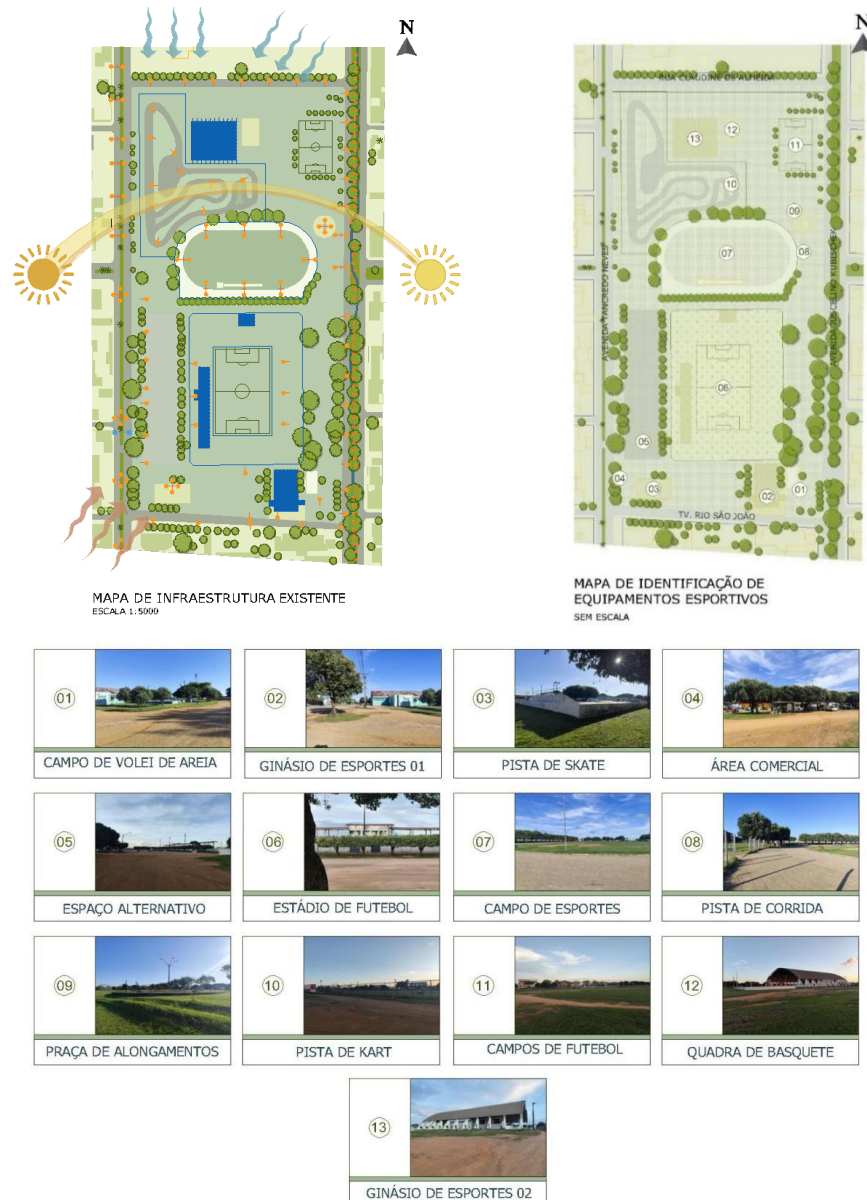 N
N
RUA CLAUDINE DE ALMEIDA
13
12
11
10
09
07
08
AVENIDA TANCREDO NEVES
AVENIDA JUSCELINO KUBISCHEK
06
05
04
03
02
01
TV. RIO SÃO JOÃO
MAPA DE INFRAESTRUTURA EXISTENTE
ESCALA 1:5000
MAPA DE IDENTIFICAÇÃO DE
EQUIPAMENTOS ESPORTIVOS
SEM ESCALA
01
CAMPO DE VOLEI DE AREIA
02
GINÁSIO DE ESPORTES 01
03
PISTA DE SKATE
04
ÁREA COMERCIAL
05
ESPAÇO ALTERNATIVO
06
ESTÁDIO DE FUTEBOL
07
CAMPO DE ESPORTES
08
PISTA DE CORRIDA
09
PRAÇA DE ALONGAMENTOS
10
PISTA DE KART
11
CAMPOS DE FUTEBOL
12
QUADRA DE BASQUETE
13
GINÁSIO DE ESPORTES 02